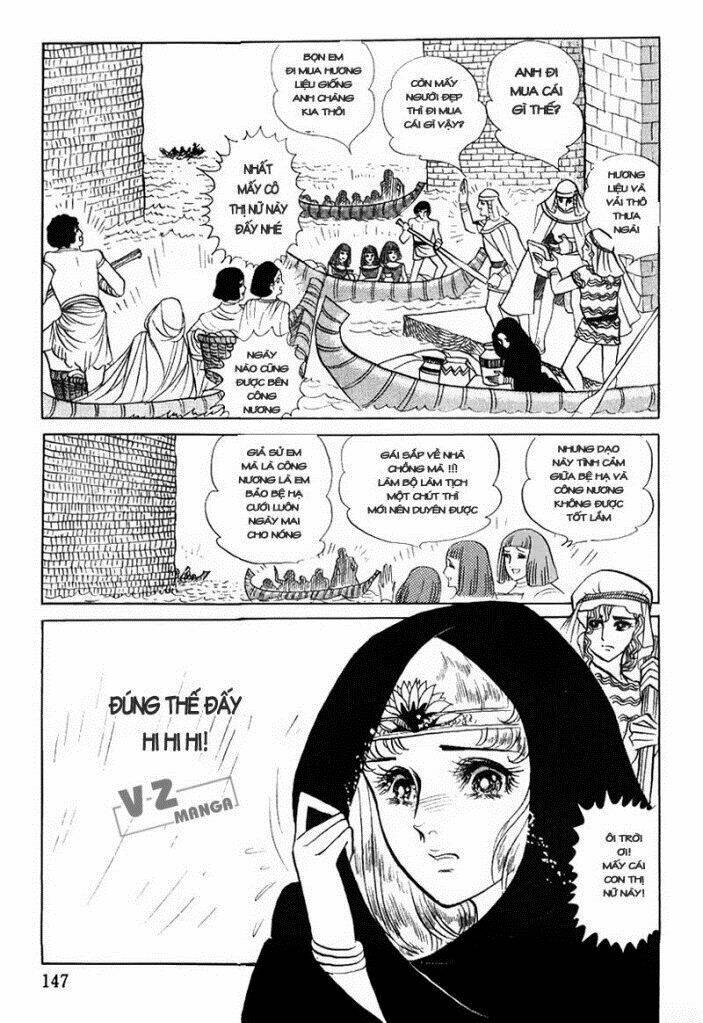 ANH ĐI
MUA CÁI
GÌ THẾ?
HƯƠNG
LIỆU VÀ
VẢI THÔ
THƯA
NGÀI
CÒN MẤY
NGƯỜI ĐẸP
THÌ ĐI MUA
CÁI GÌ VẬY?
BỌN EM
ĐI MUA HƯƠNG
LIỆU GIỐNG
ANH CHÀNG
KIA THÔI
NHẤT
MẤY CÔ
THỊ NỮ NÀY
ĐẤY NHÉ
NGÀY
NÀO CŨNG
ĐƯỢC BÊN
CÔNG
NƯƠNG
NHƯNG DẠO
NÀY TÌNH CẢM
GIỮA BỆ HẠ VÀ
CÔNG NƯƠNG
KHÔNG ĐƯỢC
TỐT LẮM
GÁI SẮP VỀ NHÀ
CHỒNG MÀ !!!
LÀM BỘ LÀM TỊCH
MỘT CHÚT THÌ
MỚI NÊN DUYÊN ĐƯỢC
GIẢ SỬ EM
MÀ LÀ CÔNG
NƯƠNG LÀ EM
BẢO BỆ HẠ
CƯỚI LUÔN
NGÀY MAI
CHO NÓNG
ĐÚNG THẾ ĐẤY
HI HI HI!
V-Z
MANGA
ÔI TRỜI
ƠI!
MẤY CÁI
CON THỊ
NỮ NÀY!
147